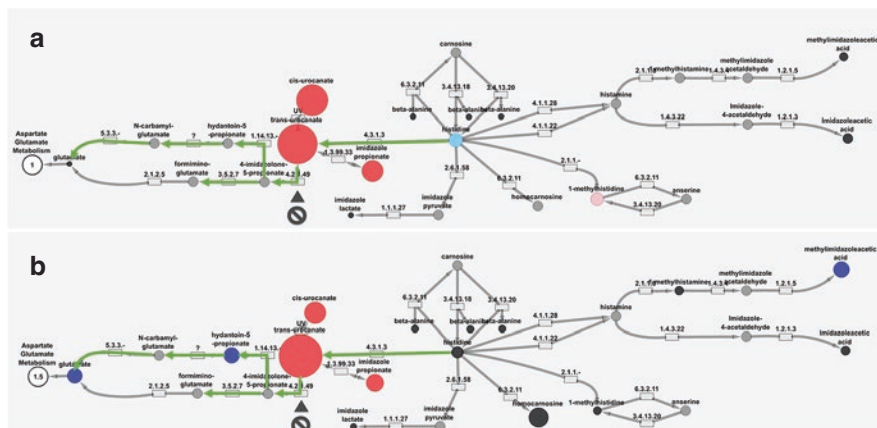 a
carnosine
methylimidazoleacetic
acid
cis-urocanate
6.3.2.11
3.4.13.18
3.4.13.20
2.1.1.8
1-methylhistamine
1.4.3.4
methylimidazole
acetaldehyde
1.2.1.5
UV
trans-urocanate
beta-alanine
beta-alanine
beta-alanine
4.1.1.28
histamine
Aspartate
Glutamate
Metabolism
1
glutamate
5.3.3.-
N-carbamyl-
glutamate
?
hydantoin-5
-propionate
1.14.13.-
4.3.1.3
histidine
4.1.1.22
1.4.3.22
Imidazole-
4-acetaldehyde
1.2.1.3
Imidazoleacetic
acid
1.3.99.33
imidazole
propionate
2.1.2.5
formimino-
glutamate
3.5.2.7
4-imidazolone-
5-propionate
4.2.1.49
2.6.1.58
6.3.2.11
homocarnosine
2.1.1.-
1-methylhistidine
6.3.2.11
anserine
3.4.13.20
imidazole
lactate
1.1.1.27
imidazole
pyruvate
b
carnosine
methylimidazoleacetic
acid
cis-urocanate
6.3.2.11
3.4.13.18
3.4.13.20
1-methylhistamine
1.4.3.4
methylimidazole
acetaldehyde
1.2.1.5
UV
trans-urocanate
beta-alanine
beta-alanine
beta-alanine
4.1.1.28
histamine
Aspartate
Glutamate
Metabolism
1.5
glutamate
5.3.3.-
N-carbamyl-
glutamate
?
hydantoin-5
-propionate
1.14.13.-
4.3.1.3
histidine
4.1.1.22
1.4.3.22
Imidazole-
4-acetaldehyde
1.2.1.3
Imidazoleacetic
acid
1.3.99.33
imidazole
propionate
2.1.2.5
formimino-
glutamate
3.5.2.7
4-imidazolone-
5-propionate
4.2.1.49
2.6.1.58
6.3.2.11
homocarnosine
2.1.1.-
1-methylhistidine
6.3.2.11
anserine
3.4.13.20
imidazole
lactate
1.1.1.27
imidazole
pyruvate